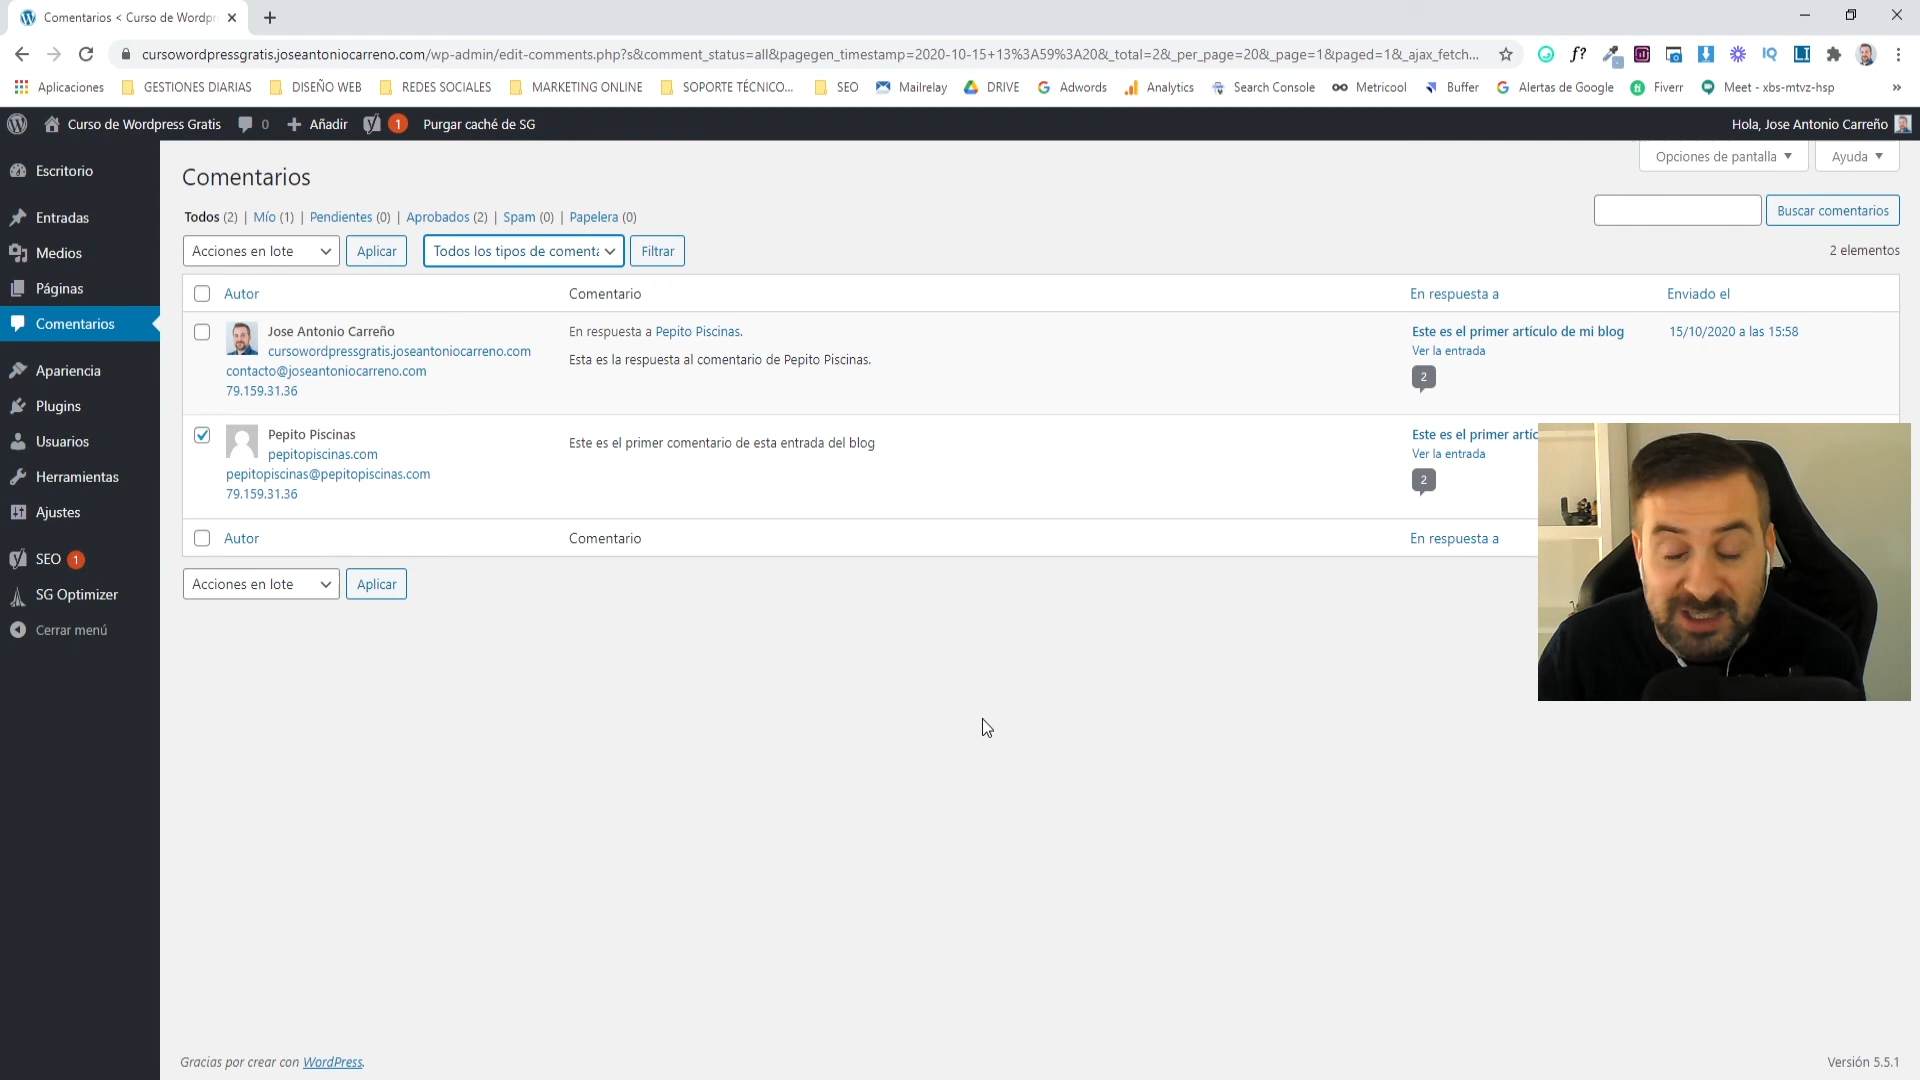 Comentarios < Curso de Wordpr
cursowordpressgratis.joseantoniocarreno.com/wp-admin/edit-comments.php?s&comment_status=all&pagegen_timestamp=2020-10-15+13%3A59%3A20&_total=2&_per_page=20&_page=1&paged=1&_ajax_fetch...
Aplicaciones GESTIONES DIARIAS DISEÑO WEB REDES SOCIALES MARKETING ONLINE SOPORTE TÉCNICO... SEO Mailrelay DRIVE Adwords Analytics Search Console Metricool Buffer Alertas de Google Fiverr Meet - xbs-mtvz-hsp »
Curso de Wordpress Gratis 0 Añadir 1 Purgar caché de SG Hola, Jose Antonio Carreño
Opciones de pantalla Ayuda
Escritorio
Entradas
Medios
Páginas
Comentarios
Apariencia
Plugins
Usuarios
Herramientas
Ajustes
SEO 1
SG Optimizer
Cerrar menú
Comentarios
Todos (2) | Mío (1) | Pendientes (0) | Aprobados (2) | Spam (0) | Papelera (0)
Buscar comentarios
Acciones en lote Aplicar Todos los tipos de comenta Filtrar 2 elementos
Autor Comentario En respuesta a Enviado el
Jose Antonio Carreño
cursowordpressgratis.joseantoniocarreno.com
contacto@joseantoniocarreno.com
79.159.31.36
En respuesta a Pepito Piscinas.
Esta es la respuesta al comentario de Pepito Piscinas.
Este es el primer artículo de mi blog
Ver la entrada
2
15/10/2020 a las 15:58
Pepito Piscinas
pepitopiscinas.com
pepitopiscinas@pepitopiscinas.com
79.159.31.36
Este es el primer comentario de esta entrada del blog
Este es el primer artíc
Ver la entrada
2
Autor Comentario En respuesta a
Acciones en lote Aplicar
Gracias por crear con WordPress. Versión 5.5.1